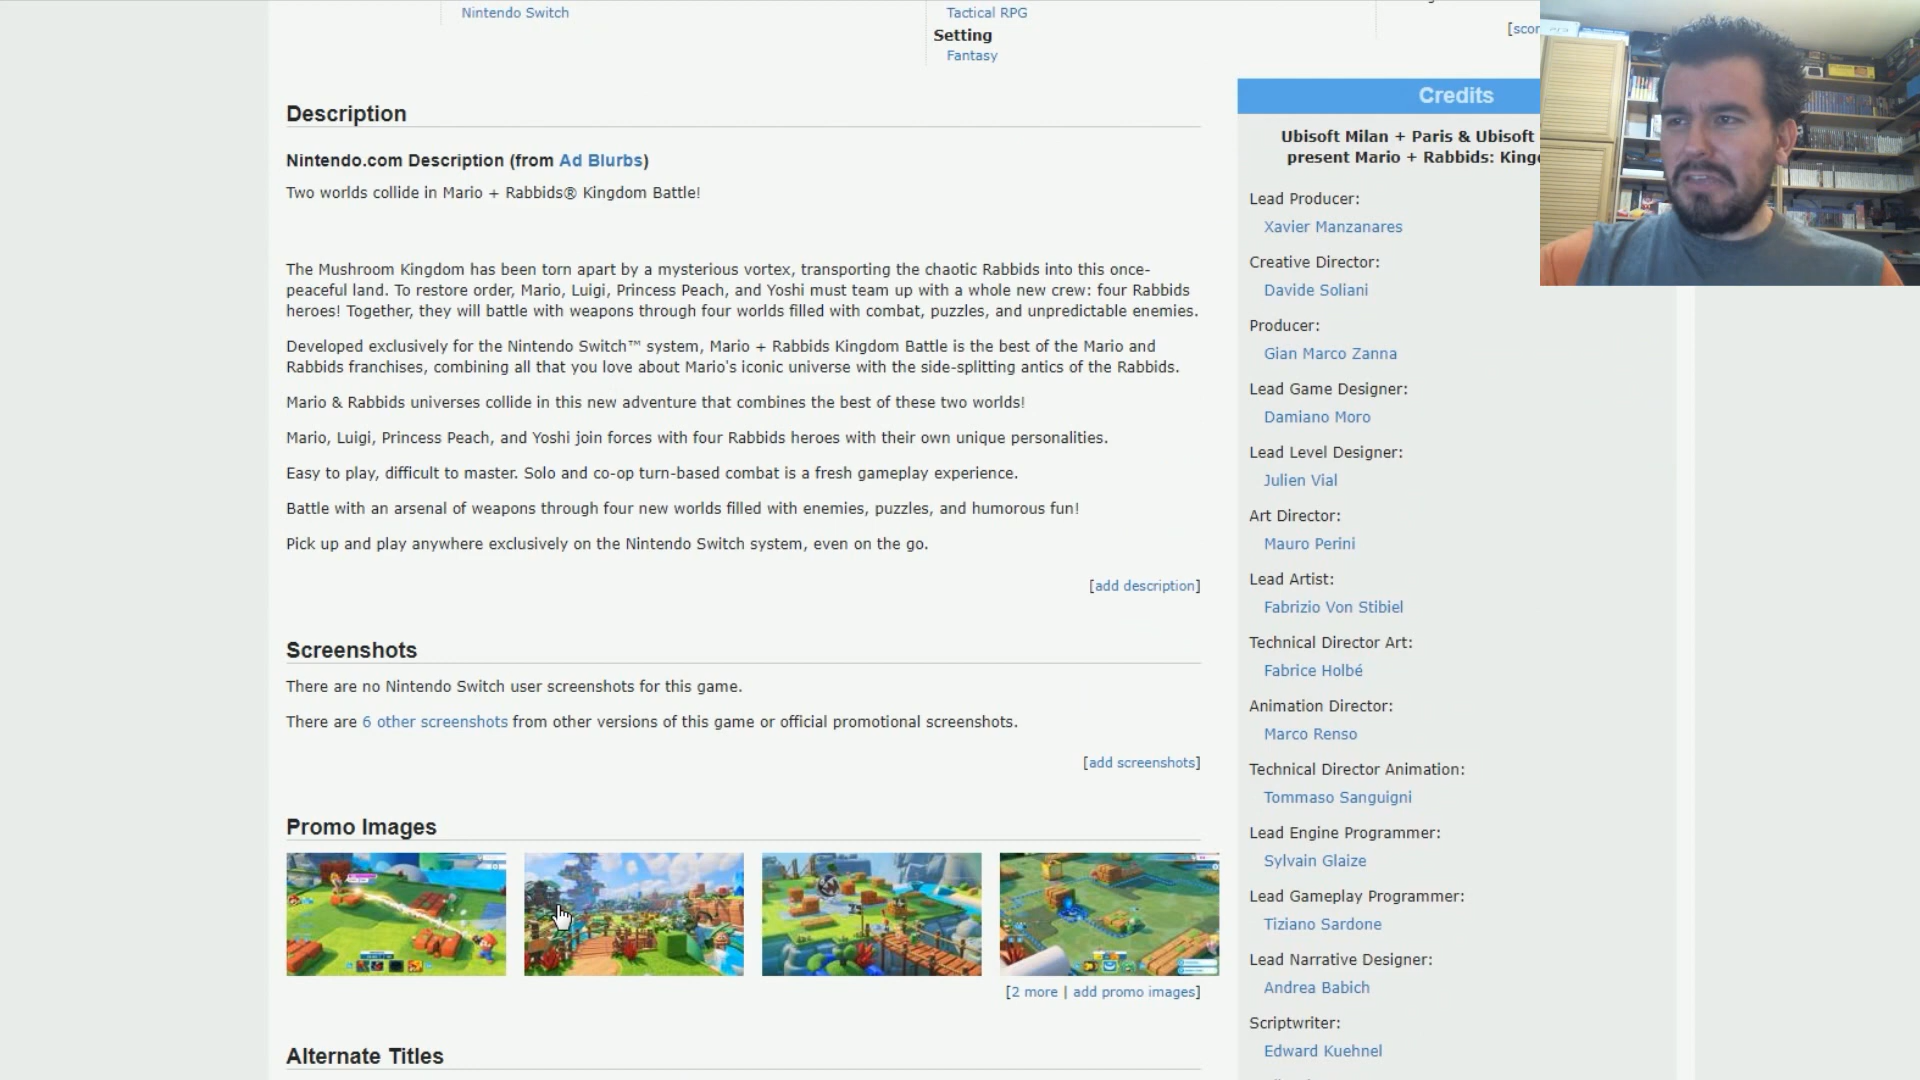 Nintendo Switch
Tactical RPG
Setting
Fantasy
Description
Nintendo.com Description (from Ad Blurbs)
Two worlds collide in Mario + Rabbids® Kingdom Battle!
The Mushroom Kingdom has been torn apart by a mysterious vortex, transporting the chaotic Rabbids into this once-
peaceful land. To restore order, Mario, Luigi, Princess Peach, and Yoshi must team up with a whole new crew: four Rabbids
heroes! Together, they will battle with weapons through four worlds filled with combat, puzzles, and unpredictable enemies.
Developed exclusively for the Nintendo Switch™ system, Mario + Rabbids Kingdom Battle is the best of the Mario and
Rabbids franchises, combining all that you love about Mario's iconic universe with the side-splitting antics of the Rabbids.
Mario & Rabbids universes collide in this new adventure that combines the best of these two worlds!
Mario, Luigi, Princess Peach, and Yoshi join forces with four Rabbids heroes with their own unique personalities.
Easy to play, difficult to master. Solo and co-op turn-based combat is a fresh gameplay experience.
Battle with an arsenal of weapons through four new worlds filled with enemies, puzzles, and humorous fun!
Pick up and play anywhere exclusively on the Nintendo Switch system, even on the go.
[add description]
Screenshots
There are no Nintendo Switch user screenshots for this game.
There are 6 other screenshots from other versions of this game or official promotional screenshots.
[add screenshots]
Promo Images
[2 more | add promo images]
Alternate Titles
Credits
Ubisoft Milan + Paris & Ubisoft
present Mario + Rabbids:
Lead Producer:
Xavier Manzanares
Creative Director:
Davide Soliani
Producer:
Gian Marco Zanna
Lead Game Designer:
Damiano Moro
Lead Level Designer:
Julien Vial
Art Director:
Mauro Perini
Lead Artist:
Fabrizio Von Stibiel
Technical Director Art:
Fabrice Holbé
Animation Director:
Marco Renso
Technical Director Animation:
Tommaso Sanguigni
Lead Engine Programmer:
Sylvain Glaize
Lead Gameplay Programmer:
Tiziano Sardone
Lead Narrative Designer:
Andrea Babich
Scriptwriter:
Edward Kuehnel